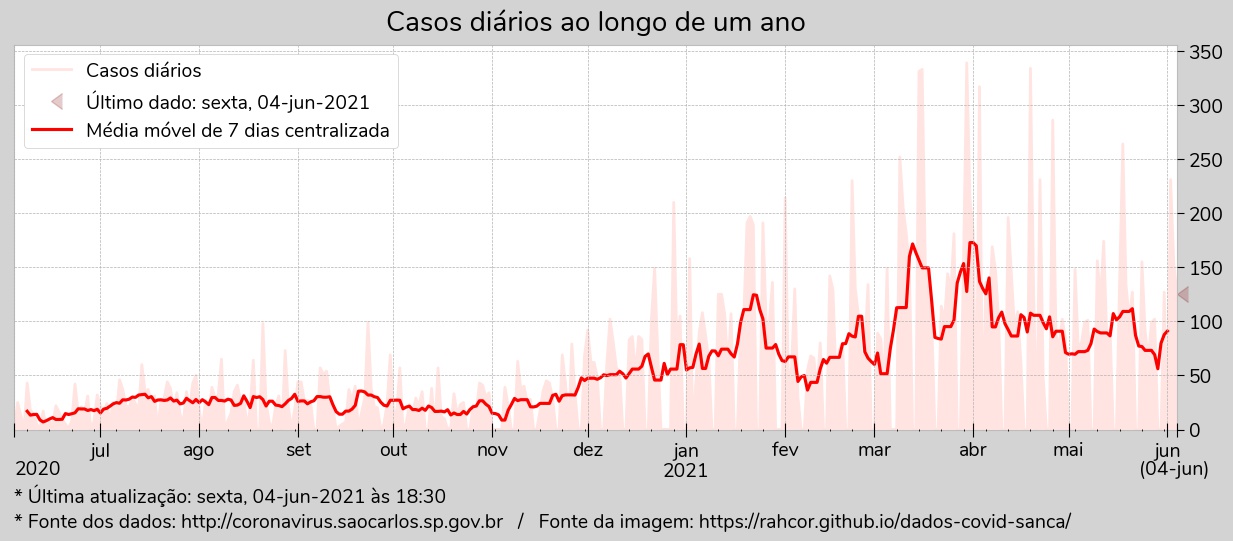 Casos diários ao longo de um ano
Casos diários
Último dado: sexta, 04-jun-2021
Média móvel de 7 dias centralizada
350
300
250
200
150
100
50
0
jul ago set out nov dez jan fev mar abr mai jun
2020 2021 (04-jun)
* Última atualização: sexta, 04-jun-2021 às 18:30
* Fonte dos dados: http://coronavirus.saocarlos.sp.gov.br / Fonte da imagem: https://rahcor.github.io/dados-covid-sanca/